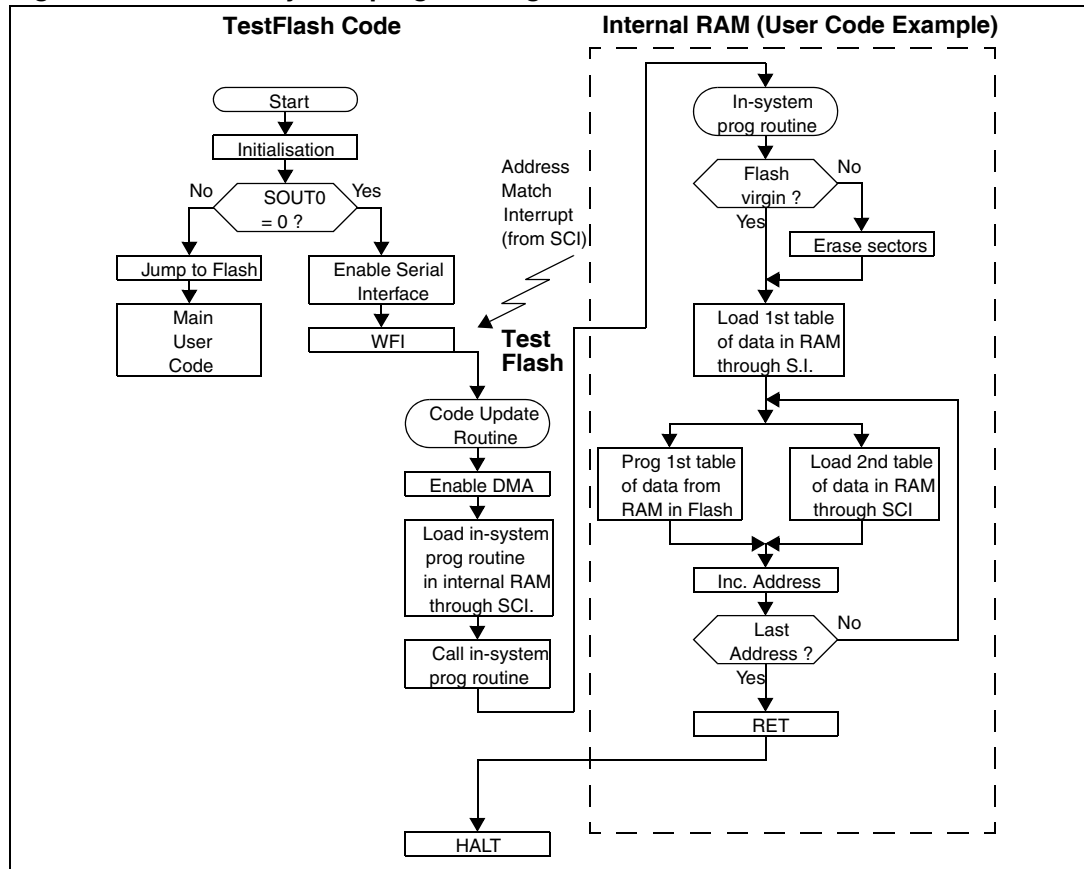 TestFlash Code
Start
Initialisation
No
SOUT0
= 0 ?
Yes
Jump to Flash
Main
User
Code
Enable Serial
Interface
WFI
Address
Match
Interrupt
(from SCI)
Test
Flash
Code Update
Routine
Enable DMA
Load in-system
prog routine
in internal RAM
through SCI.
Call in-system
prog routine
HALT
Internal RAM (User Code Example)
In-system
prog routine
Flash
virgin ?
No
Yes
Erase sectors
Load 1st table
of data in RAM
through S.I.
Prog 1st table
of data from
RAM in Flash
Load 2nd table
of data in RAM
through SCI
Inc. Address
Last
Address ?
No
Yes
RET